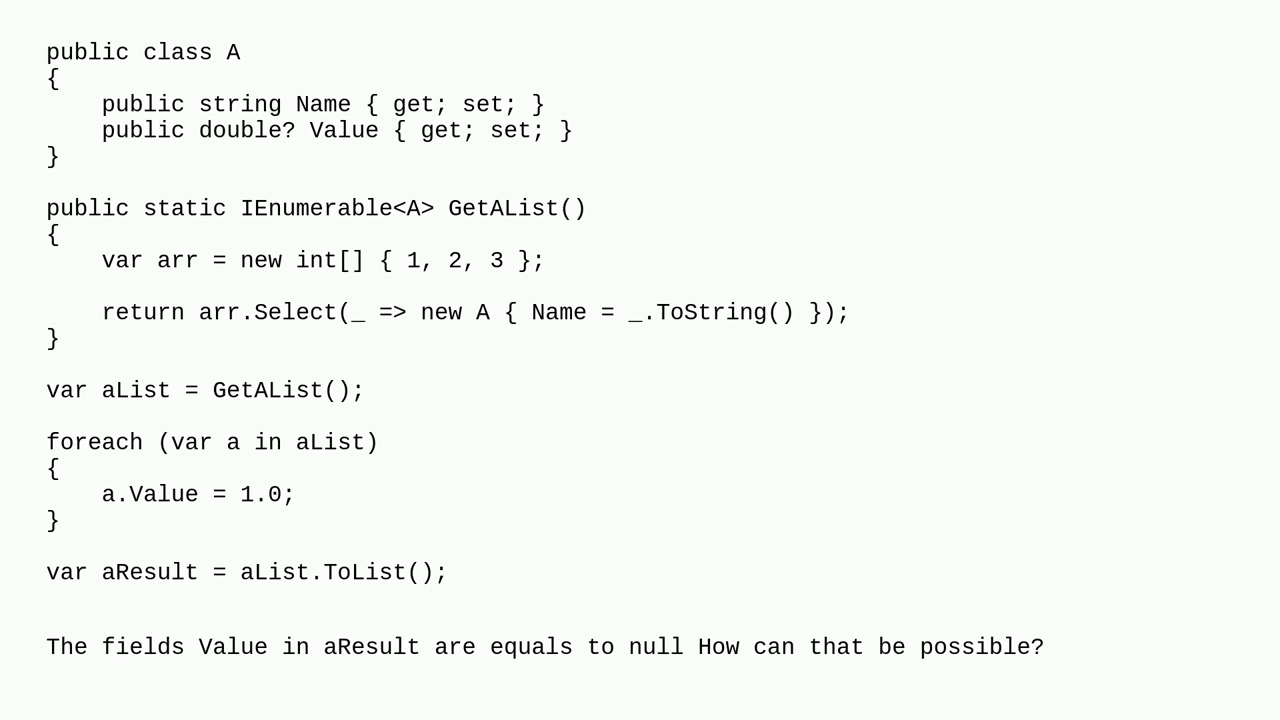 public class A
{
    public string Name { get; set; }
    public double? Value { get; set; }
}

public static IEnumerable<A> GetAList()
{
    var arr = new int[] { 1, 2, 3 };

    return arr.Select(_ => new A { Name = _.ToString() });
}

var aList = GetAList();

foreach (var a in aList)
{
    a.Value = 1.0;
}

var aResult = aList.ToList();

The fields Value in aResult are equals to null How can that be possible?